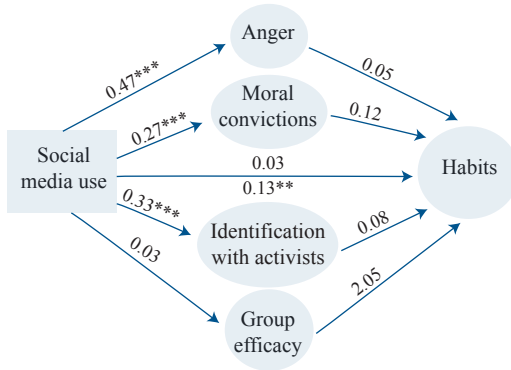 Anger
0.47***
0.05
Moral
convictions
0.27***
0.12
Social
media use
0.03
0.13**
Habits
0.33***
Identification
with activists
0.08
0.03
Group
efficacy
2.05